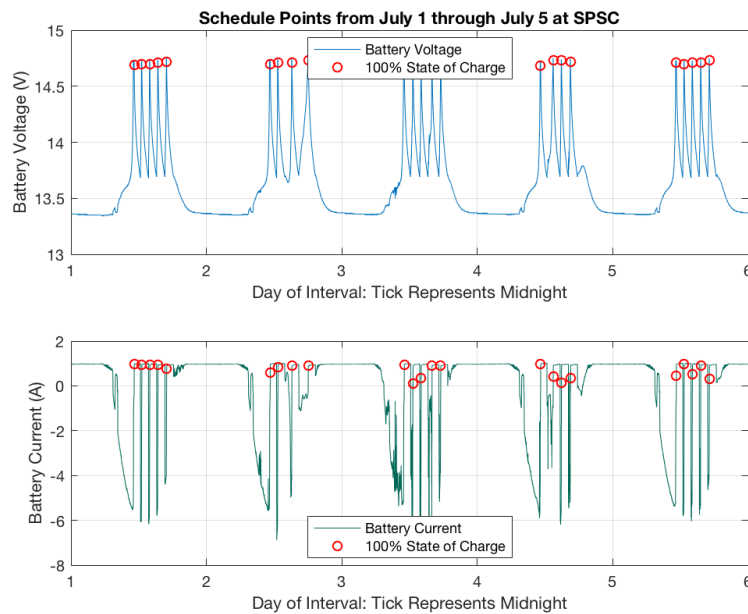 Schedule Points from July 1 through July 5 at SPSC
15
14.5
14
13.5
13
Battery Voltage (V)
Battery Voltage
100% State of Charge
1 2 3 4 5 6
Day of Interval: Tick Represents Midnight
2
0
-2
-4
-6
-8
Battery Current (A)
Battery Current
100% State of Charge
1 2 3 4 5 6
Day of Interval: Tick Represents Midnight